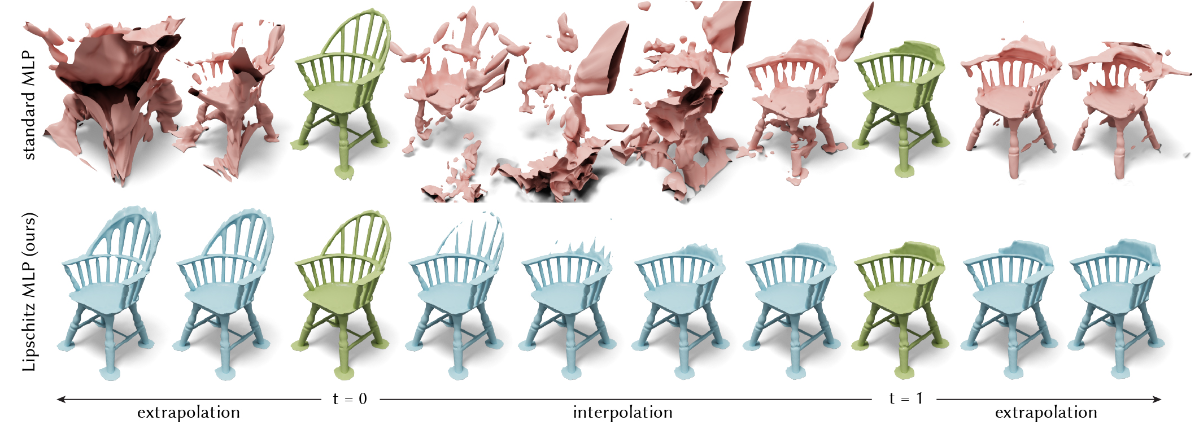 standard MLP
Lipschitz MLP (ours)
t = 0
t = 1
extrapolation
interpolation
extrapolation